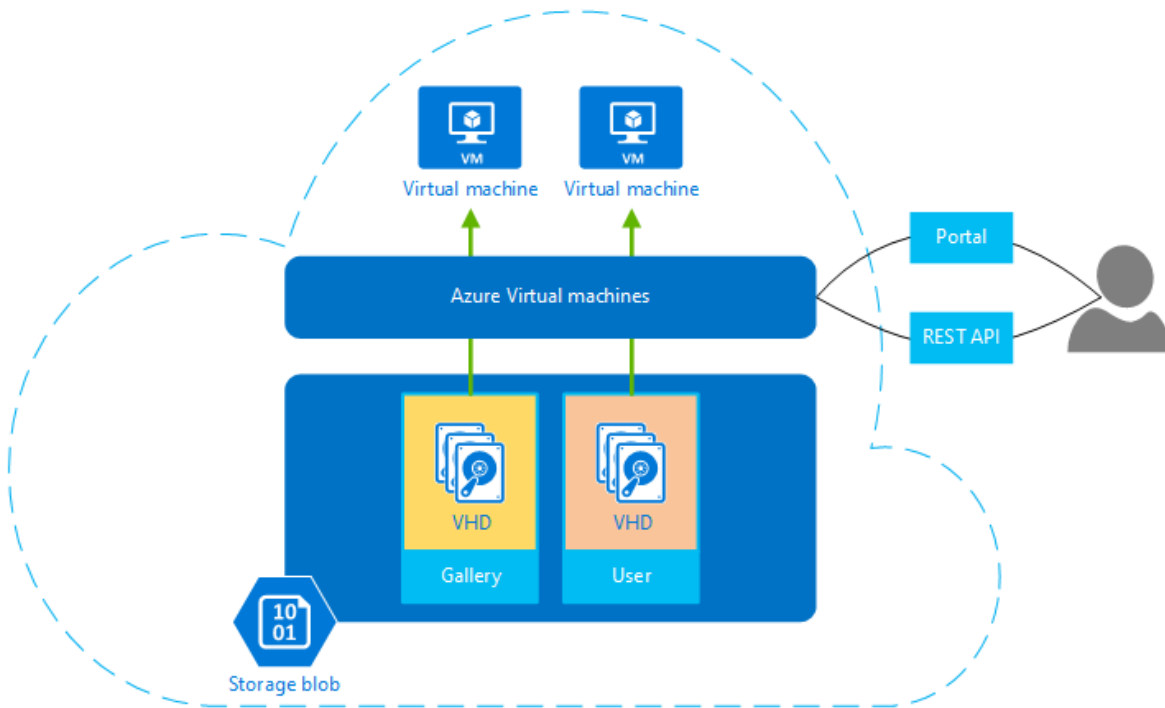 VM
VM
Virtual machine
Virtual machine
Portal
Azure Virtual machines
REST API
VHD
VHD
Gallery
User
10
01
Storage blob